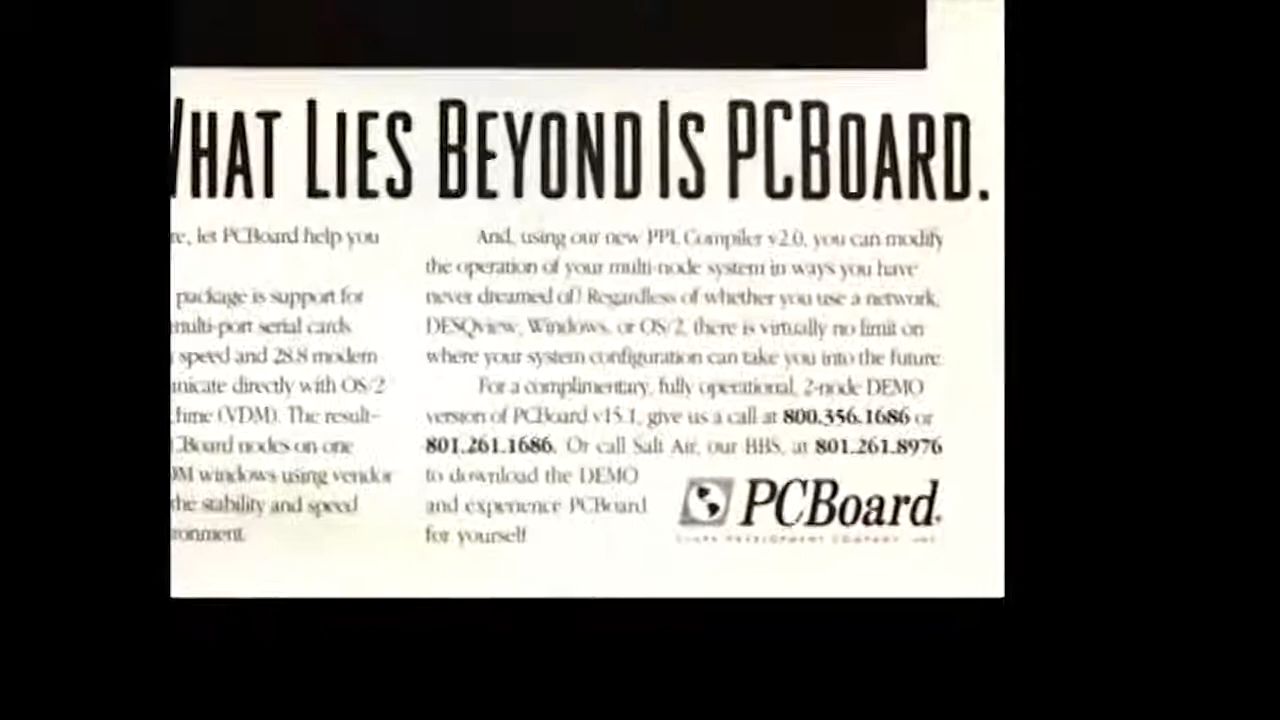 WHAT LIES BEYOND IS PCBOARD.
re, let PCBoard help you
package is support for
multi-port serial cards
speed and 28.8 modem
unicate directly with OS/2
hine (VDM). The result-
CBoard nodes on one
DM windows using vendor
the stability and speed
ronment.
And, using our new PPL Compiler v2.0, you can modify
the operation of your multi-node system in ways you have
never dreamed of! Regardless of whether you use a network,
DESQview, Windows, or OS/2, there is virtually no limit on
where your system configuration can take you into the future.
For a complimentary, fully operational, 2-node DEMO
version of PCBoard v15.1, give us a call at 800.356.1686 or
801.261.1686. Or call Salt Air, our BBS, at 801.261.8976
to download the DEMO
and experience PCBoard
for yourself.
PCBoard
DEVELOPMENT COMPANY